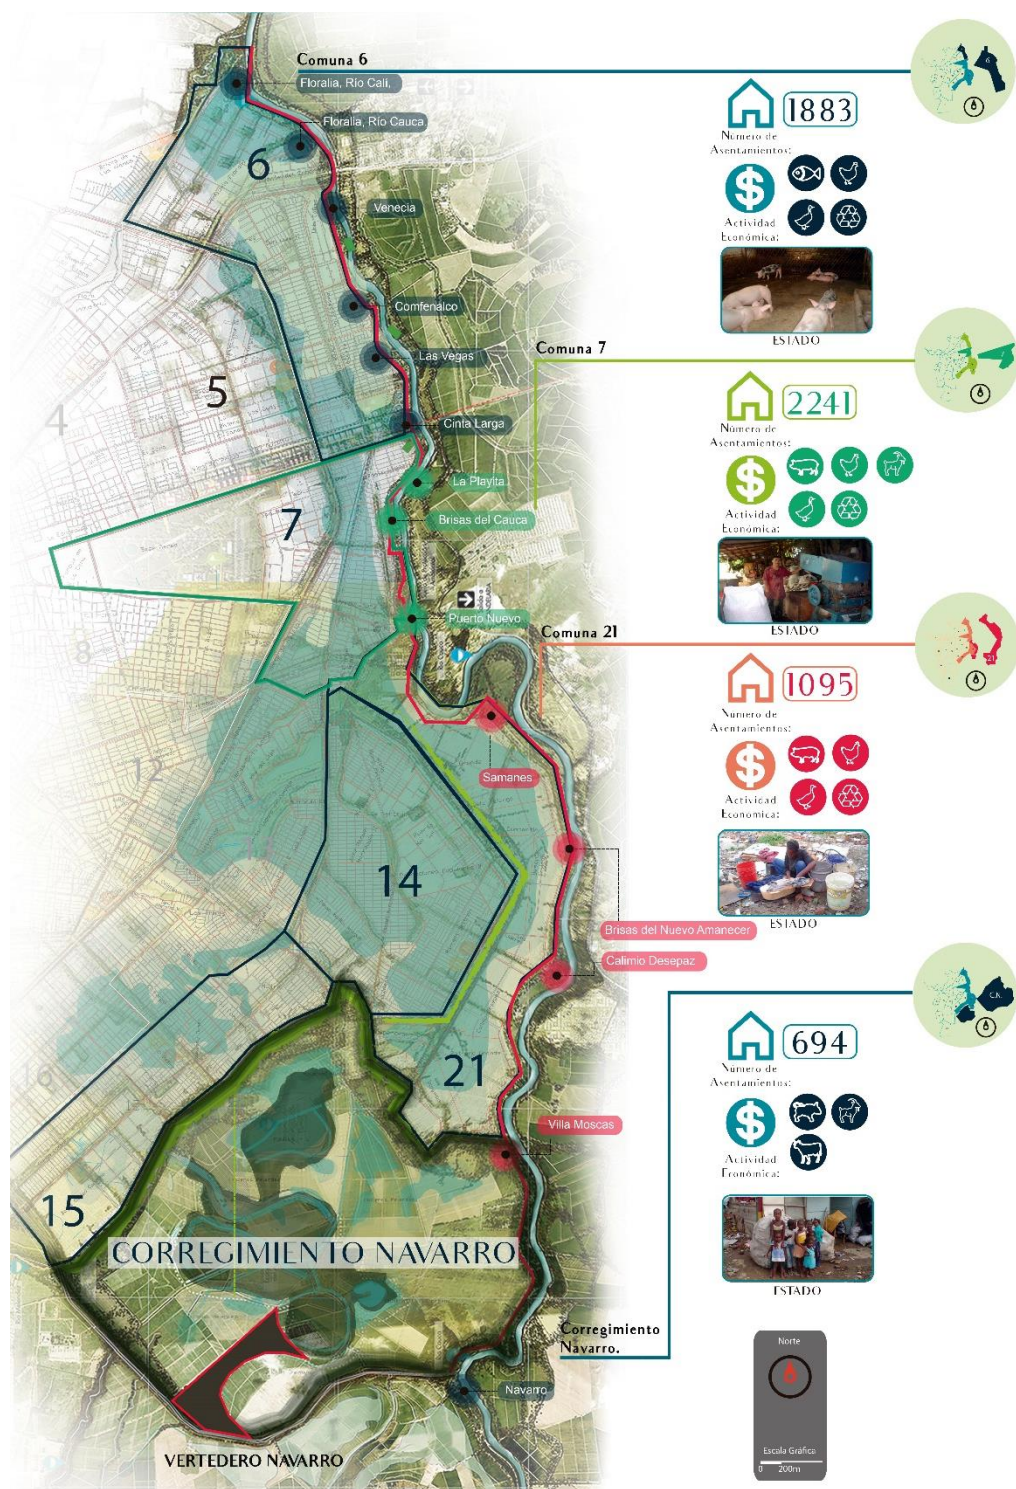 Comuna 6
Floralia, Río Cali,
Floralia, Río Cauca
6
Venecia
Comfenalco
Las Vegas
Cinta Larga
5
4
La Playita
Brisas del Cauca
7
Puerto Nuevo
8
Samanes
12
14
Brisas del Nuevo Amanecer
Calimio Desepaz
21
Villa Moscas
15
CORREGIMIENTO NAVARRO
Corregimiento
Navarro.
Navarro
VERTEDERO NAVARRO
6
1883
Número de
Asentamientos:
Actividad
Económica:
ESTADO
Comuna 7
2241
Número de
Asentamientos:
Actividad
Económica:
ESTADO
Comuna 21
21
1095
Número de
Asentamientos:
Actividad
Económica:
ESTADO
C.N.
694
Número de
Asentamientos:
Actividad
Económica:
ESTADO
Norte
Escala Gráfica
0 200m